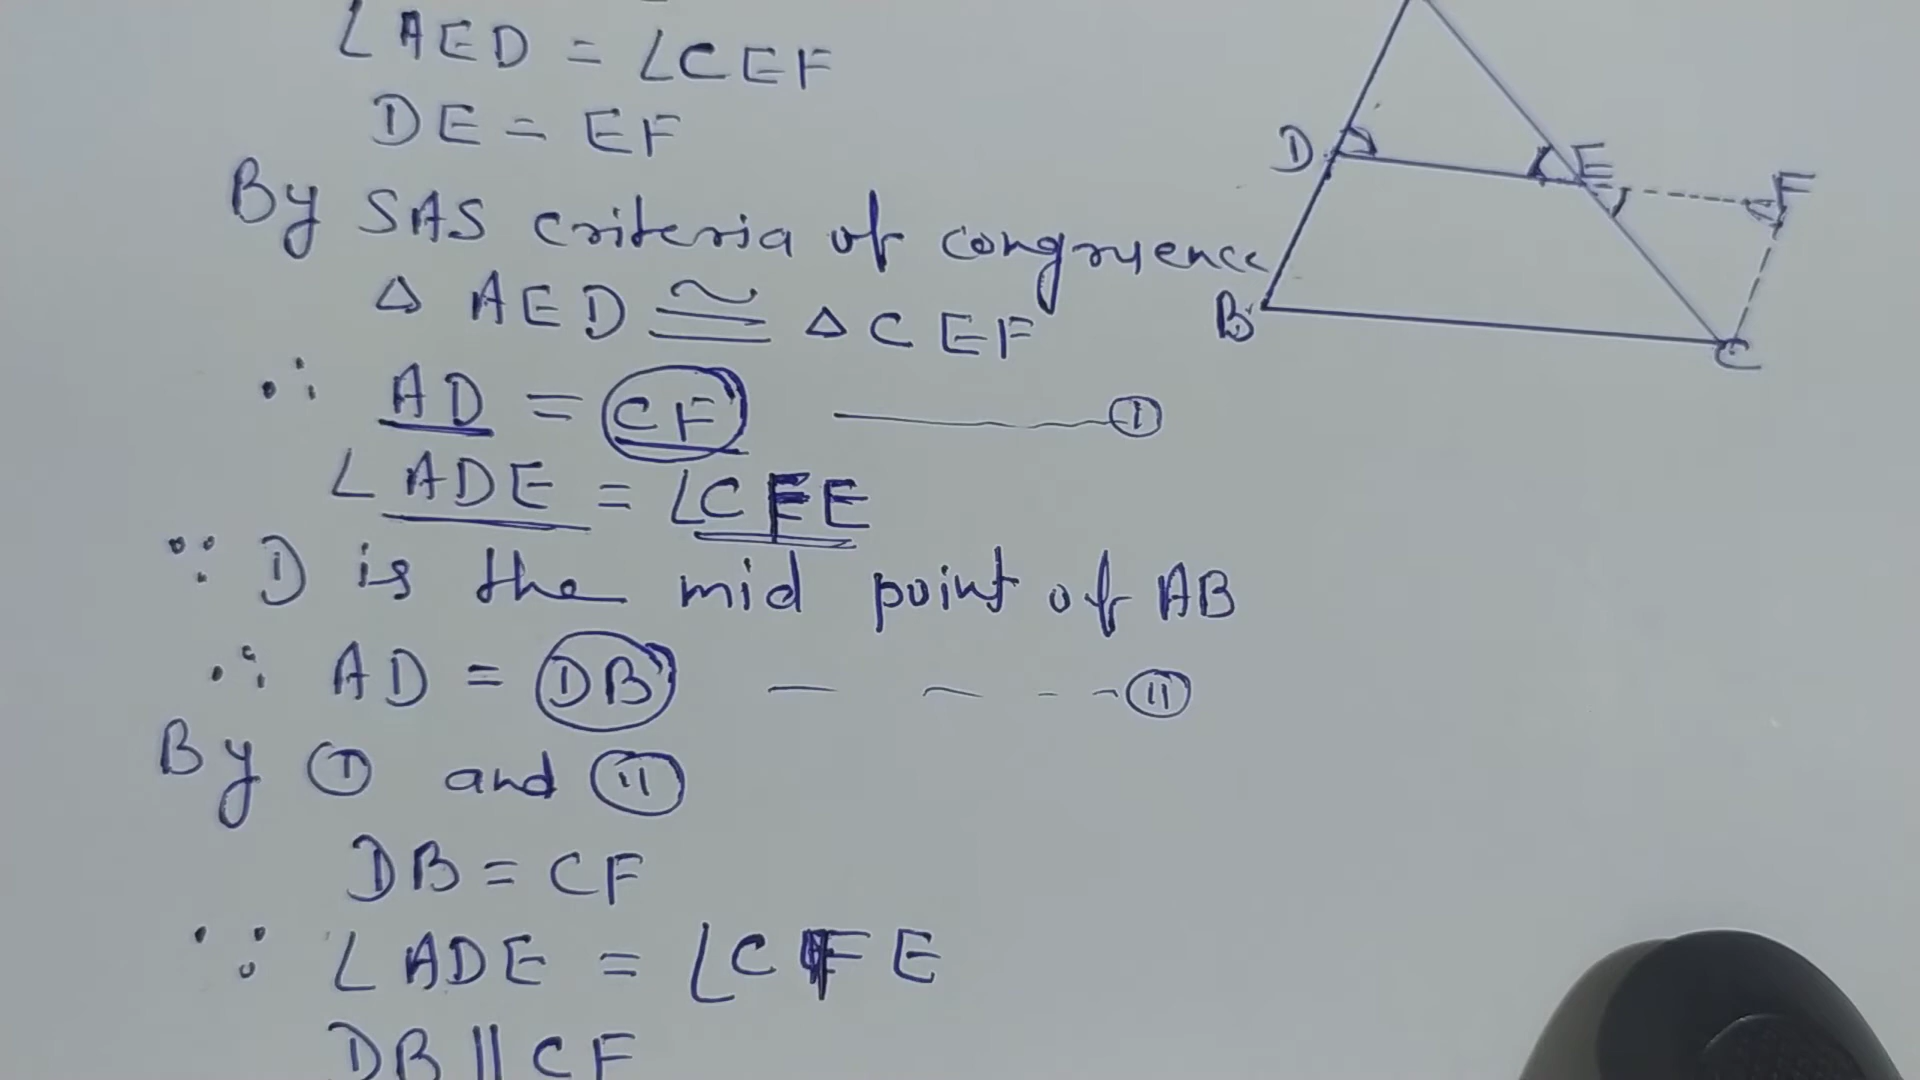 ∠AED = ∠CEF
DE = EF
By SAS criteria of congruence
△ AED ≅ △ CEF
∴ AD = CF ——— I
∠ADE = ∠CFE
∵ D is the mid point of AB
∴ AD = DB — — - - II
By I and II
DB = CF
∵ ∠ADE = ∠CFE
DB || CF
D
E
F
B
C